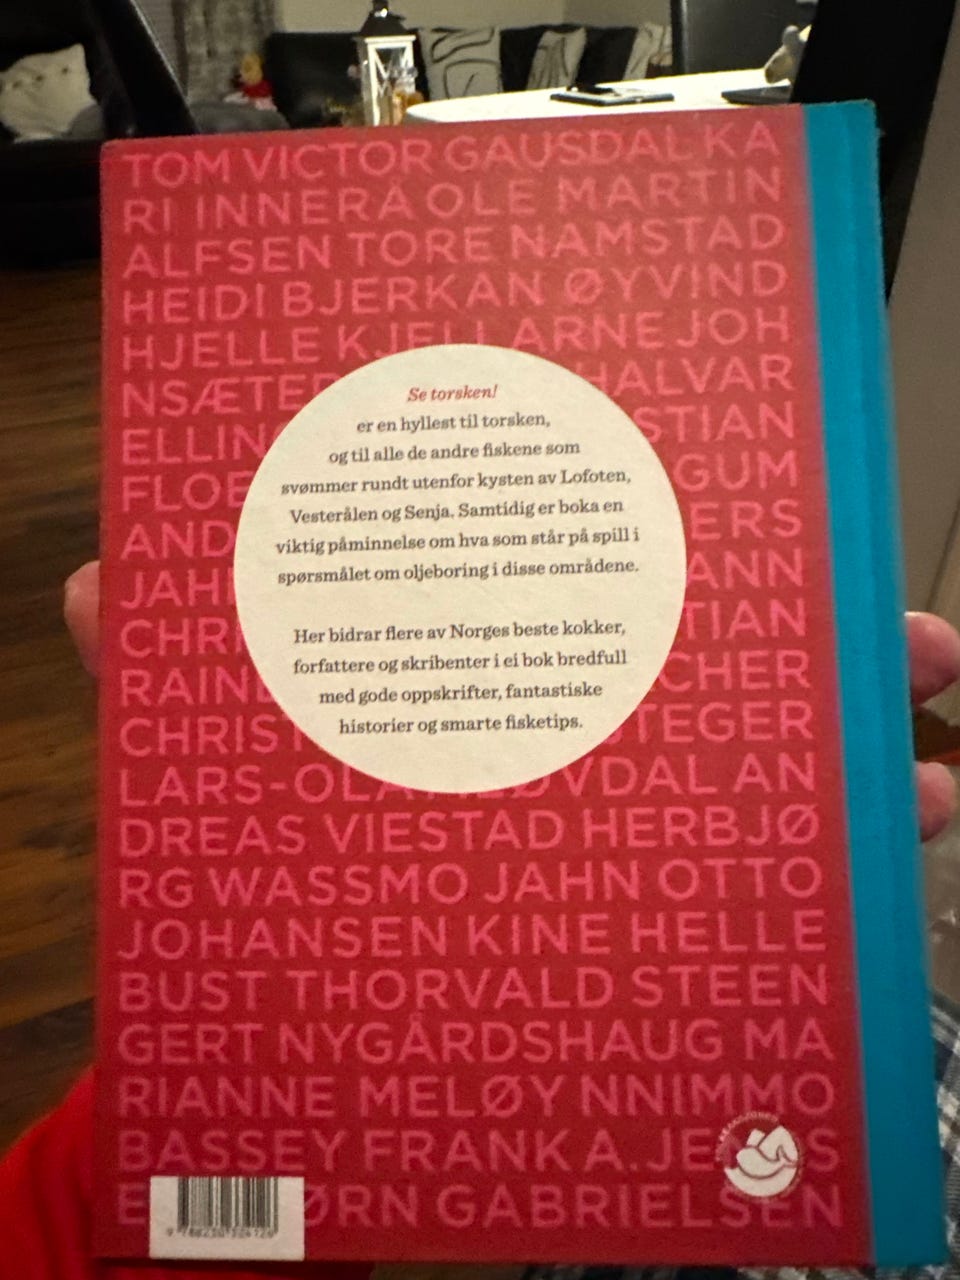 TOM VICTOR GAUSDAL KA
RI INNERÅ OLE MARTIN
ALFSEN TORE NAMSTAD
HEIDI BJERKAN ØYVIND
HJELLE KJELL ARNE JOH
NSÆTER HALVAR
ELLING STIAN
FLOE GUM
AND ERS
JAH ANN
CHRI TIAN
RAINE CHER
CHRIST STEGER
LARS-OLA LØVDAL AN
DREAS VIESTAD HERBJØ
RG WASSMO JAHN OTTO
JOHANSEN KINE HELLE
BUST THORVALD STEEN
GERT NYGÅRDSHAUG MA
RIANNE MELØY NNIMMO
BASSEY FRANK A. JE S
E ØRN GABRIELSEN
Se torsken!
er en hyllest til torsken,
og til alle de andre fiskene som
svømmer rundt utenfor kysten av Lofoten,
Vesterålen og Senja. Samtidig er boka en
viktig påminnelse om hva som står på spill i
spørsmålet om oljeboring i disse områdene.
Her bidrar flere av Norges beste kokker,
forfattere og skribenter i ei bok bredfull
med gode oppskrifter, fantastiske
historier og smarte fisketips.